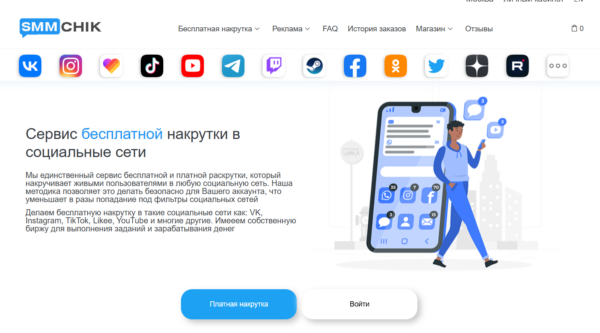 SMMCHIK
Бесплатная накрутка Реклама FAQ История заказов Магазин Отзывы 0
Сервис бесплатной накрутки в
социальные сети
Мы единственный сервис бесплатной и платной раскрутки, который
накручивает живыми пользователями в любую социальную сеть. Наша
методика позволяет это делать безопасно для Вашего аккаунта, что
уменьшает в разы попадание под фильтры социальных сетей
Делаем бесплатную накрутку в такие социальные сети как: VK,
Instagram, TikTok, Likee, YouTube и многие другие. Имееем собственную
биржу для выполнения заданий и зарабатывания денег
Платная накрутка Войти